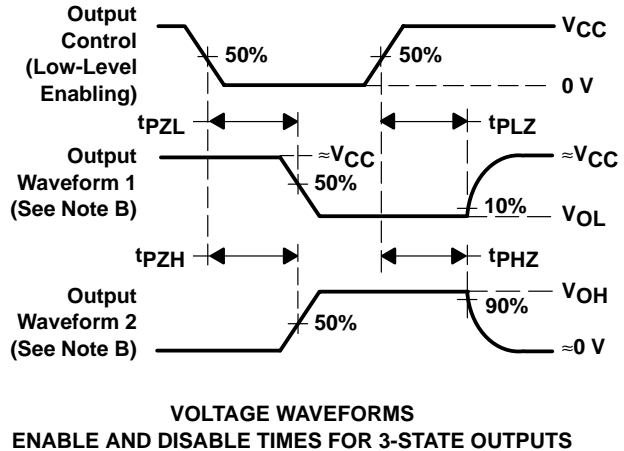 Output
Control
(Low-Level
Enabling)
50%
50%
VCC
0 V
tPZL
tPLZ
Output
Waveform 1
(See Note B)
≈VCC
50%
≈VCC
10%
VOL
tPZH
tPHZ
Output
Waveform 2
(See Note B)
50%
VOH
90%
≈0 V
VOLTAGE WAVEFORMS
ENABLE AND DISABLE TIMES FOR 3-STATE OUTPUTS